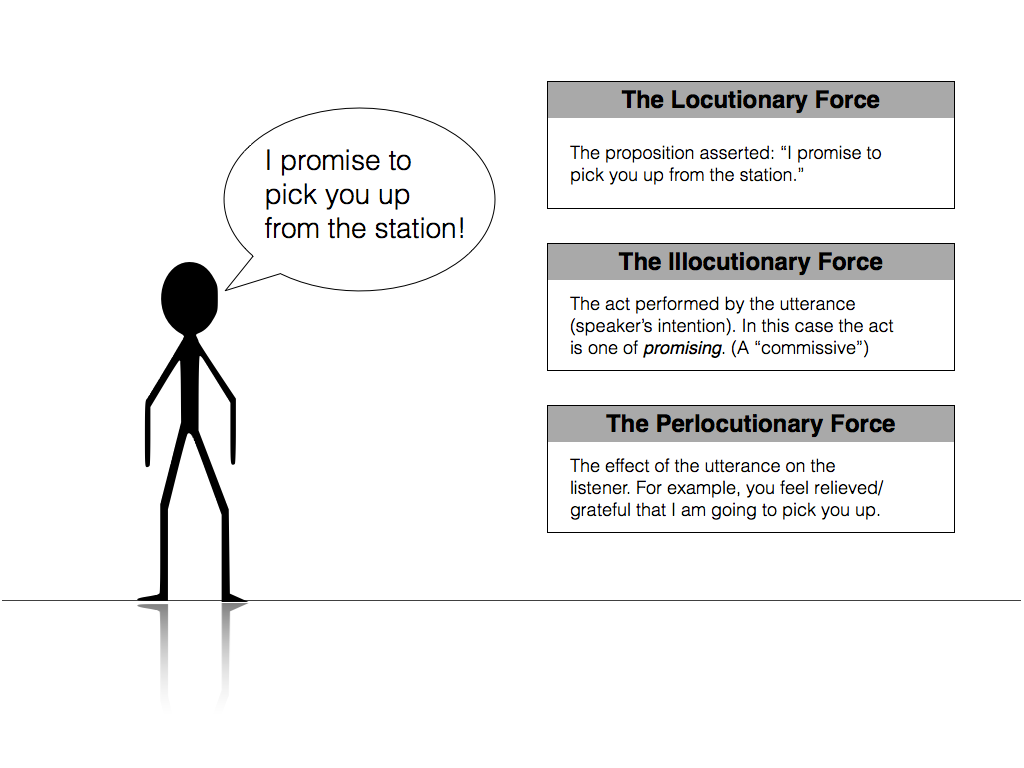 I promise to
pick you up
from the station!
The Locutionary Force
The proposition asserted: “I promise to
pick you up from the station.”
The Illocutionary Force
The act performed by the utterance
(speaker’s intention). In this case the act
is one of promising. (A “commissive”)
The Perlocutionary Force
The effect of the utterance on the
listener. For example, you feel relieved/
grateful that I am going to pick you up.